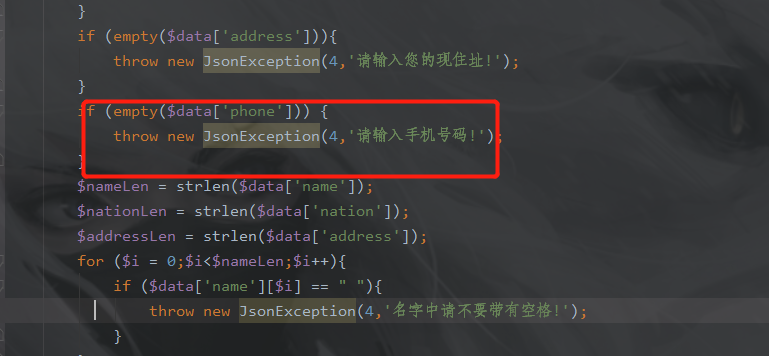 }
if (empty($data['address'])){
throw new JsonException(4,'请输入您的现住址!');
}
if (empty($data['phone'])) {
throw new JsonException(4,'请输入手机号码!');
}
$nameLen = strlen($data['name']);
$nationLen = strlen($data['nation']);
$addressLen = strlen($data['address']);
for ($i = 0;$i<$nameLen;$i++){
if ($data['name'][$i] == " "){
throw new JsonException(4,'名字中请不要带有空格!');
}